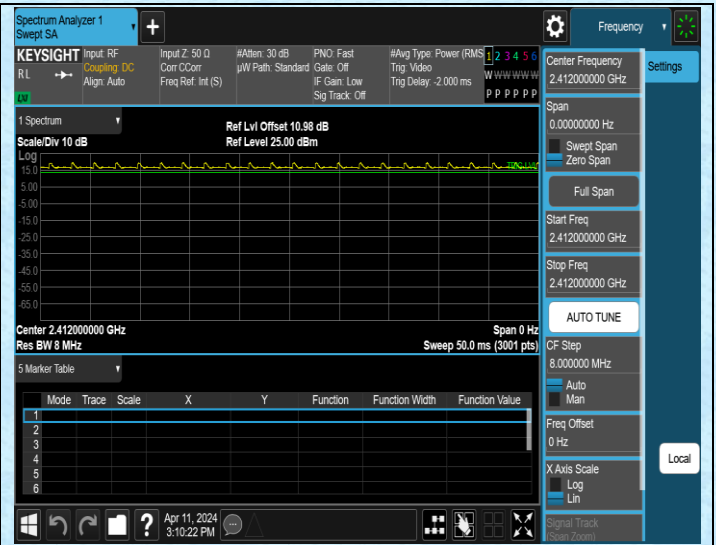 Spectrum Analyzer 1
Swept SA
+
Frequency
KEYSIGHT
RL
LXI
Input: RF
Coupling: DC
Align: Auto
Input Z: 50 Ω
Corr CCorr
Freq Ref: Int (S)
#Atten: 30 dB
µW Path: Standard
PNO: Fast
Gate: Off
IF Gain: Low
Sig Track: Off
#Avg Type: Power (RMS
Trig: Video
Trig Delay: -2.000 ms
1 2 3 4 5 6
W W W W W W
P P P P P P
1 Spectrum
Scale/Div 10 dB
Ref Lvl Offset 10.98 dB
Ref Level 25.00 dBm
Log
15.0
5.00
-5.00
-15.0
-25.0
-35.0
-45.0
-55.0
-65.0
TRIG LVL
Center 2.412000000 GHz
Res BW 8 MHz
Span 0 Hz
Sweep 50.0 ms (3001 pts)
5 Marker Table
Mode Trace Scale X Y Function Function Width Function Value
1
2
3
4
5
6
Center Frequency
2.412000000 GHz
Span
0.00000000 Hz
Swept Span
Zero Span
Full Span
Start Freq
2.412000000 GHz
Stop Freq
2.412000000 GHz
AUTO TUNE
CF Step
8.000000 MHz
Auto
Man
Freq Offset
0 Hz
X Axis Scale
Log
Lin
Signal Track
(Span Zoom)
Settings
Local
?
Apr 11, 2024
3:10:22 PM